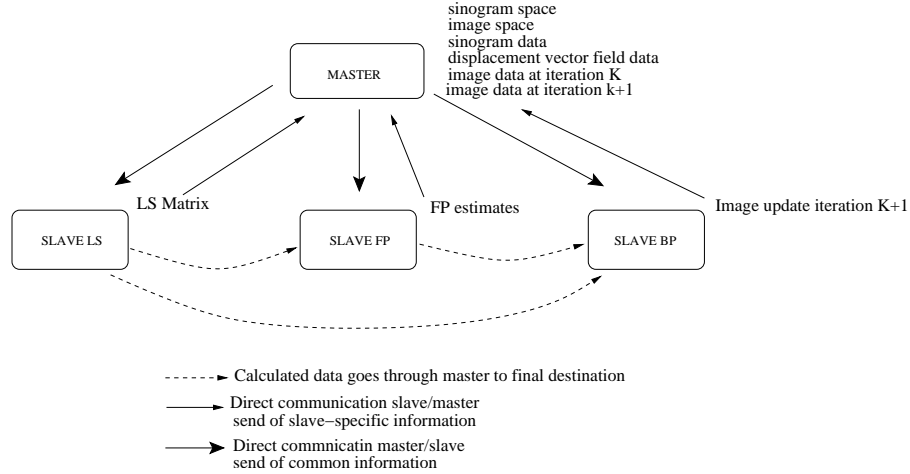 sinogram space
image space
sinogram data
displacement vector field data
image data at iteration K
image data at iteration k+1
MASTER
LS Matrix
FP estimates
Image update iteration K+1
SLAVE LS
SLAVE FP
SLAVE BP
Calculated data goes through master to final destination
Direct communication slave/master
send of slave−specific information
Direct commnicatin master/slave
send of common information